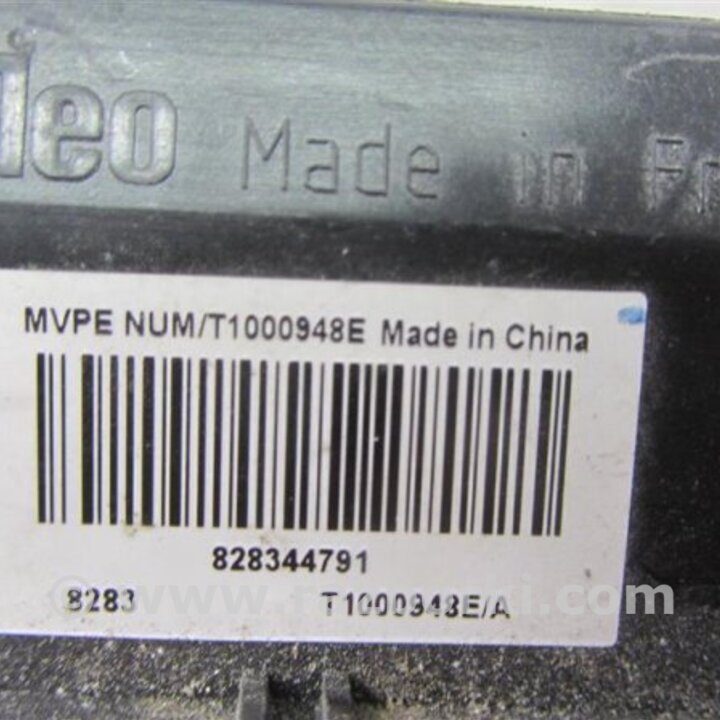 leo Made in Fr
MVPE NUM/T1000948E Made in China
828344791
8283 T1000948E/A